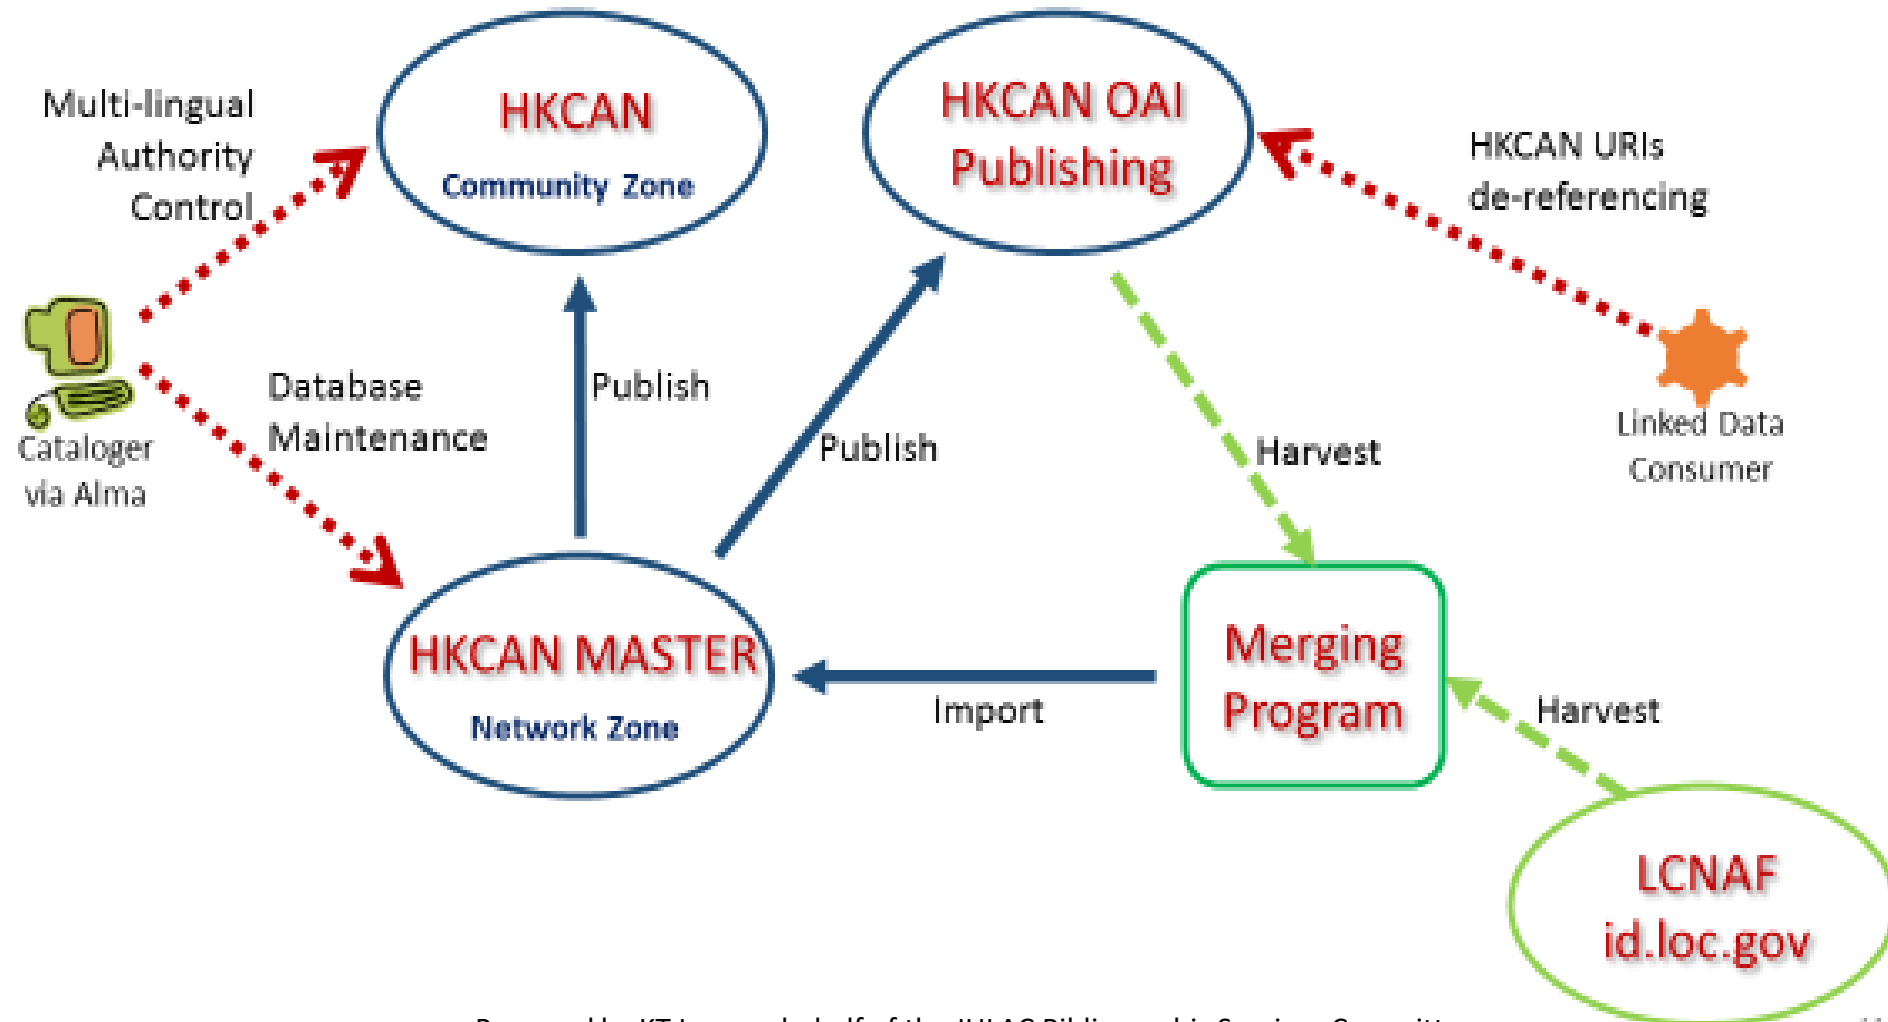 Multi-lingual
Authority
Control
HKCAN
Community Zone
HKCAN OAI
Publishing
HKCAN URIs
de-referencing
Cataloger
via Alma
Database
Maintenance
Publish
Publish
Harvest
Linked Data
Consumer
HKCAN MASTER
Network Zone
Import
Merging
Program
Harvest
LCNAF
id.loc.gov